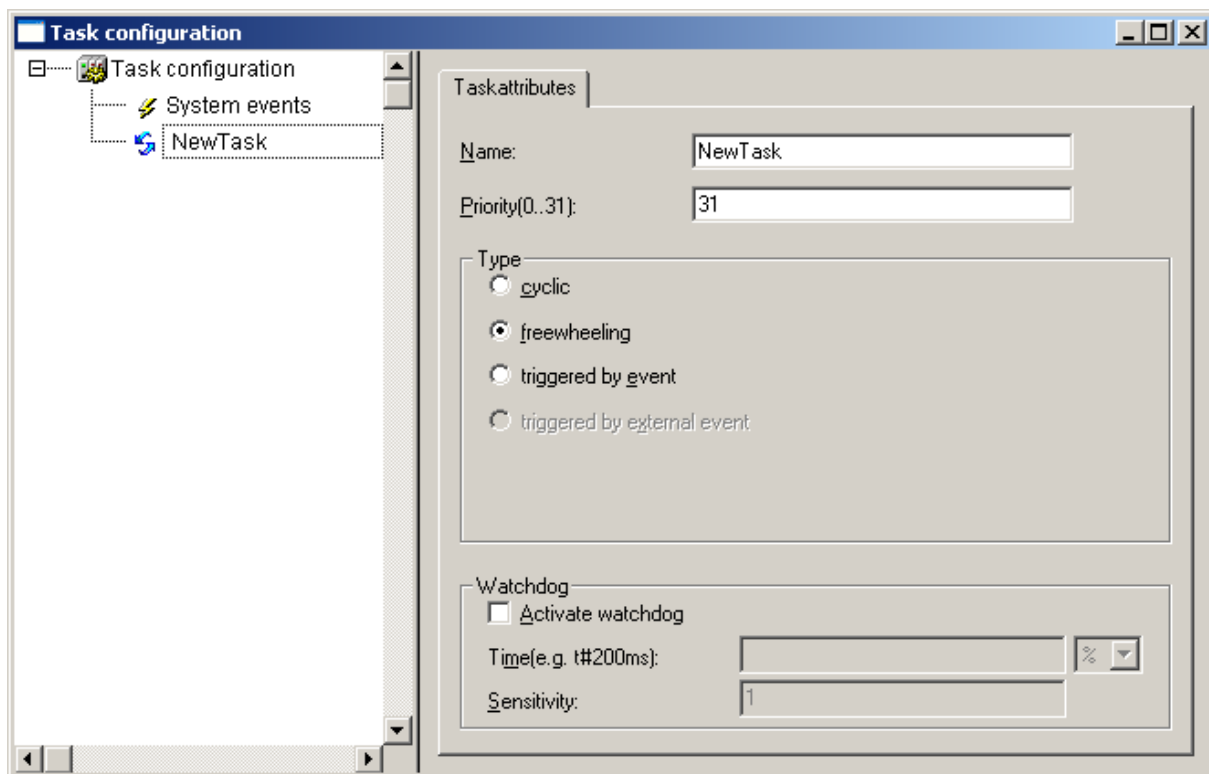 Task configuration
Task configuration
System events
NewTask
Taskattributes
Name: NewTask
Priority(0..31): 31
Type
cyclic
freewheeling
triggered by event
triggered by external event
Watchdog
Activate watchdog
Time(e.g. t#200ms): %
Sensitivity: 1